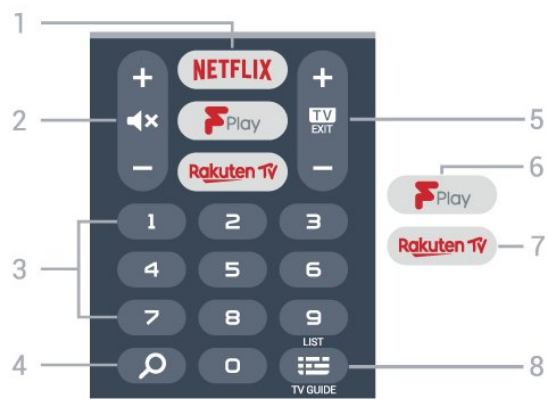 1
NETFLIX
+
+
2
Play
TV
EXIT
5
6
-
Rakuten TV
-
Play
3
1
2
3
Rakuten TV
7
4
5
6
7
8
9
LIST
4
0
8
TV GUIDE